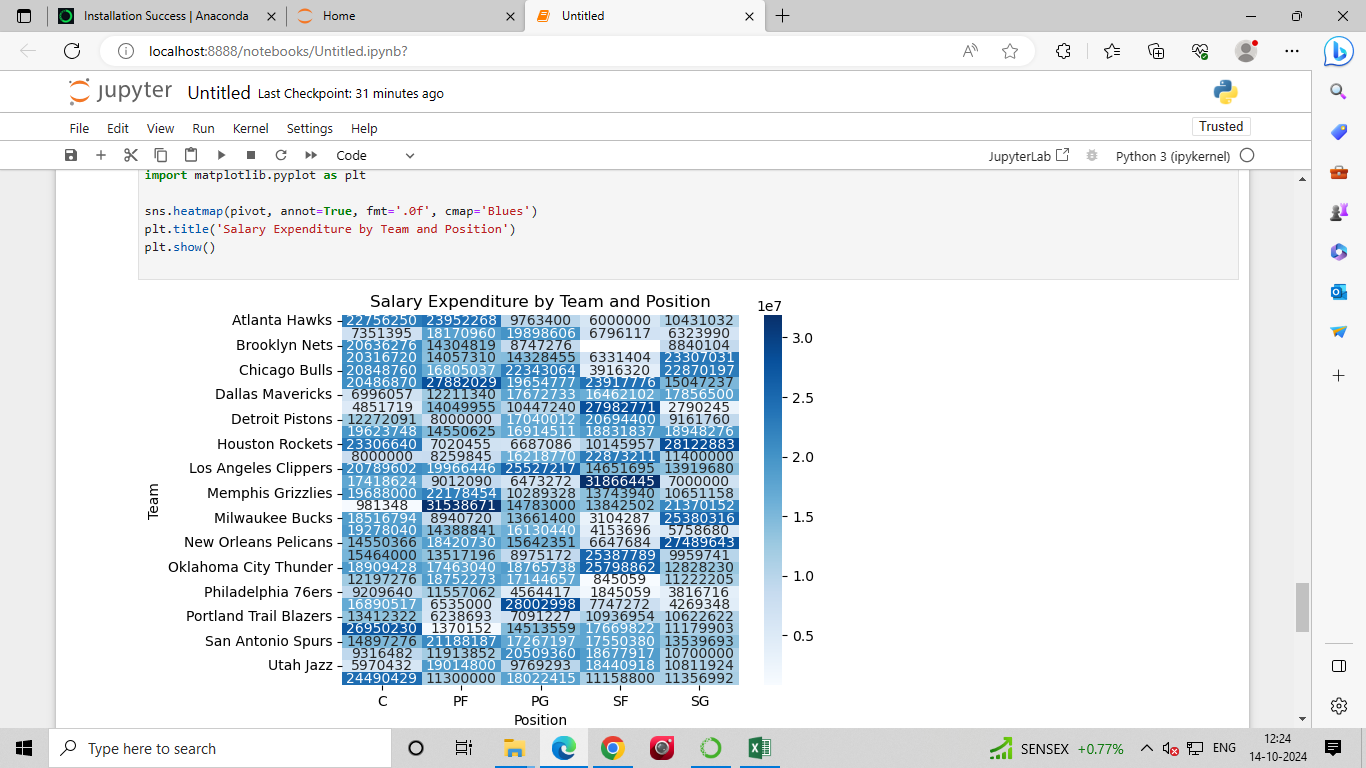 Installation Success | Anaconda
Home
Untitled
localhost:8888/notebooks/Untitled.ipynb?
jupyter Untitled Last Checkpoint: 31 minutes ago
File Edit View Run Kernel Settings Help
Trusted
Code
JupyterLab
Python 3 (ipykernel)
import matplotlib.pyplot as plt
sns.heatmap(pivot, annot=True, fmt='.0f', cmap='Blues')
plt.title('Salary Expenditure by Team and Position')
plt.show()
Salary Expenditure by Team and Position
1e7
Atlanta Hawks 22756250 23952268 9763400 6000000 10431032
7351395 18170960 19898606 6796117 6323990
Brooklyn Nets 20636276 14304819 8747276 8840104
20316720 14057310 14328455 6331404 23307031
Chicago Bulls 20848760 16805037 22343064 3916320 22870197
20486870 27882029 19654777 23917776 15047237
Dallas Mavericks 6996057 12211340 17672733 16462102 17856500
4851719 14049955 10447240 27982771 2790245
Detroit Pistons 12272091 8000000 17040012 20694400 9161760
19623748 14550625 16914511 18831837 18948276
Houston Rockets 23306640 7020455 6687086 10145957 28122883
8000000 8259845 16218770 22873211 11400000
Los Angeles Clippers 20789602 19966446 25527217 14651695 13919680
17418624 9012090 6473272 31866445 7000000
Memphis Grizzlies 19688000 22178454 10289328 13743940 10651158
981348 31538671 14783000 13842502 21370152
Milwaukee Bucks 18516794 8940720 13661400 3104287 25380316
19278040 14388841 16130440 4153696 5758680
New Orleans Pelicans 14550366 18420730 15642351 6647684 27489643
15464000 13517196 8975172 25387789 9959741
Oklahoma City Thunder 18909428 17463040 18765738 25798862 12828230
12197276 18752273 17144657 845059 11222205
Philadelphia 76ers 9209640 11557062 4564417 1845059 3816716
16890517 6535000 28002998 7747272 4269348
Portland Trail Blazers 13412322 6238693 7091227 10936954 10622622
26950230 1370152 14513559 17669822 11179903
San Antonio Spurs 14897276 21188187 17267197 17550380 13539693
9316482 11913852 20509360 18677917 10700000
Utah Jazz 5970432 19014800 9769293 18440918 10811924
24490429 11300000 18022415 11158800 11356992
C PF PG SF SG
Position
Team
3.0
2.5
2.0
1.5
1.0
0.5
Type here to search
SENSEX +0.77%
ENG
12:24
14-10-2024